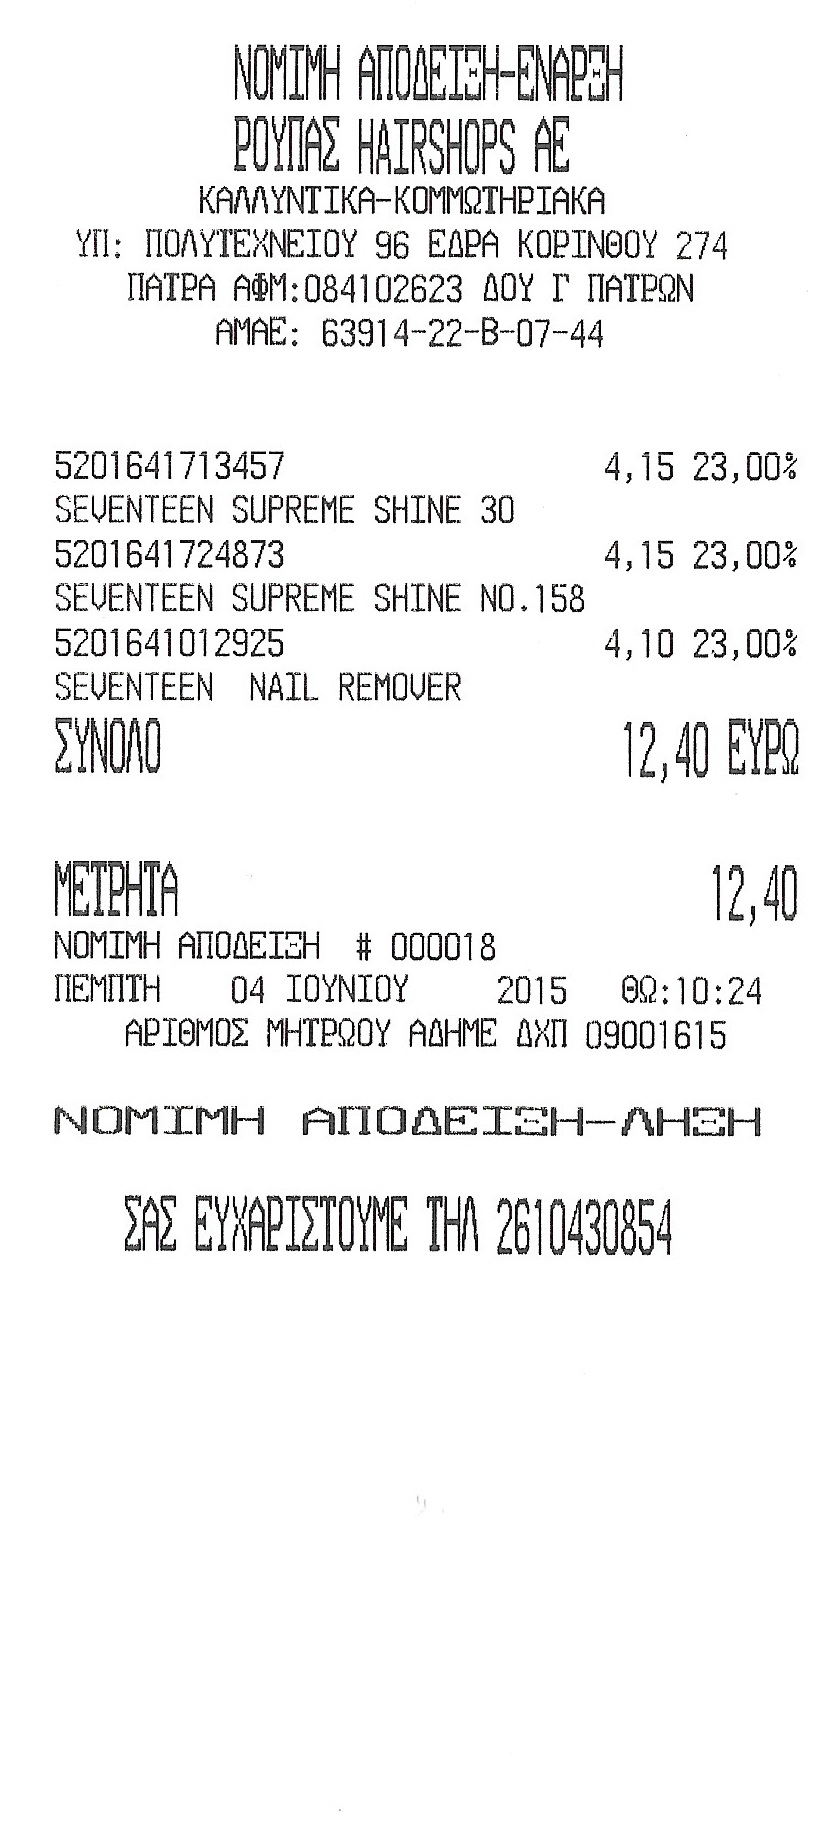 ΝΟΜΙΜΗ ΑΠΟΔΕΙΞΗ-ΕΝΑΡΞΗ
ΡΟΥΠΑΣ HAIRSHOPS ΑΕ
ΚΑΛΛΥΝΤΙΚΑ-ΚΟΜΜΩΤΗΡΙΑΚΑ
ΥΠ: ΠΟΛΥΤΕΧΝΕΙΟΥ 96 ΕΔΡΑ ΚΟΡΙΝΘΟΥ 274
ΠΑΤΡΑ ΑΦΜ:084102623 ΔΟΥ Γ ΠΑΤΡΩΝ
ΑΜΑΕ: 63914-22-Β-07-44
5201641713457 4,15 23,00%
SEVENTEEN SUPREME SHINE 30
5201641724873 4,15 23,00%
SEVENTEEN SUPREME SHINE NO.158
5201641012925 4,10 23,00%
SEVENTEEN NAIL REMOVER
ΣΥΝΟΛΟ 12,40 ΕΥΡΩ
ΜΕΤΡΗΤΑ 12,40
ΝΟΜΙΜΗ ΑΠΟΔΕΙΞΗ # 000018
ΠΕΜΠΤΗ 04 ΙΟΥΝΙΟΥ 2015 ΘΩ:10:24
ΑΡΙΘΜΟΣ ΜΗΤΡΩΟΥ ΑΔΗΜΕ ΔΧΠ 09001615
ΝΟΜΙΜΗ ΑΠΟΔΕΙΞΗ-ΛΗΞΗ
ΣΑΣ ΕΥΧΑΡΙΣΤΟΥΜΕ ΤΗΛ 2610430854